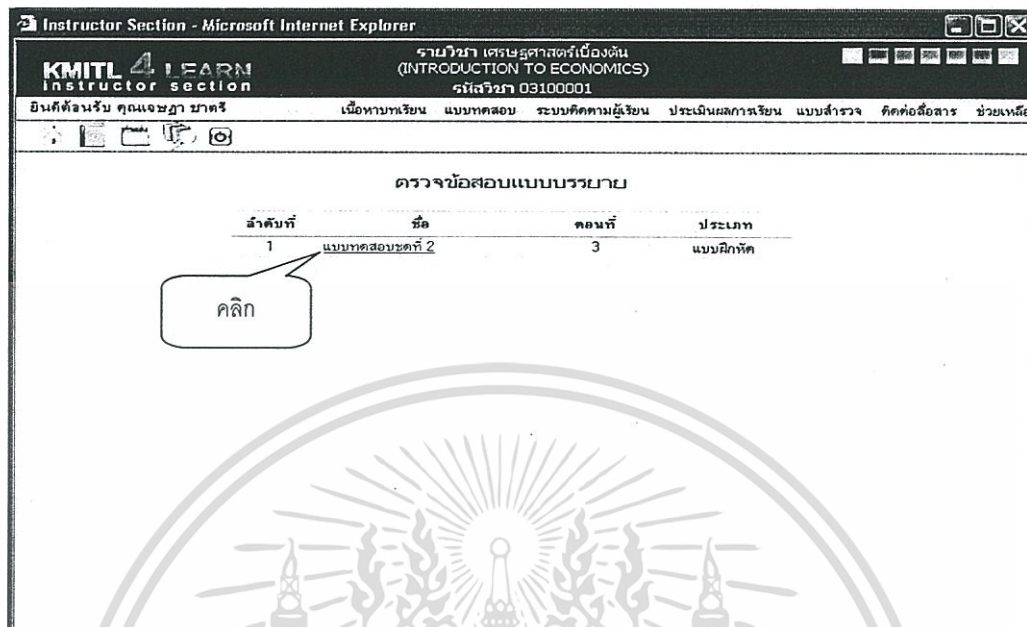 Instructor Section - Microsoft Internet Explorer
KMITL 4 LEARN
instructor section
รายวิชา เศรษฐศาสตร์เบื้องต้น
(INTRODUCTION TO ECONOMICS)
รหัสวิชา 03100001
ยินดีต้อนรับ คุณเจษฎา ชาตรี
เนื้อหาบทเรียน แบบทดสอบ ระบบติดตามผู้เรียน ประเมินผลการเรียน แบบสำรวจ ติดต่อสื่อสาร ช่วยเหลือ
ตรวจข้อสอบแบบบรรยาย
ลำดับที่ ชื่อ ตอนที่ ประเภท
1 แบบทดสอบชุดที่ 2 3 แบบฝึกหัด
คลิก